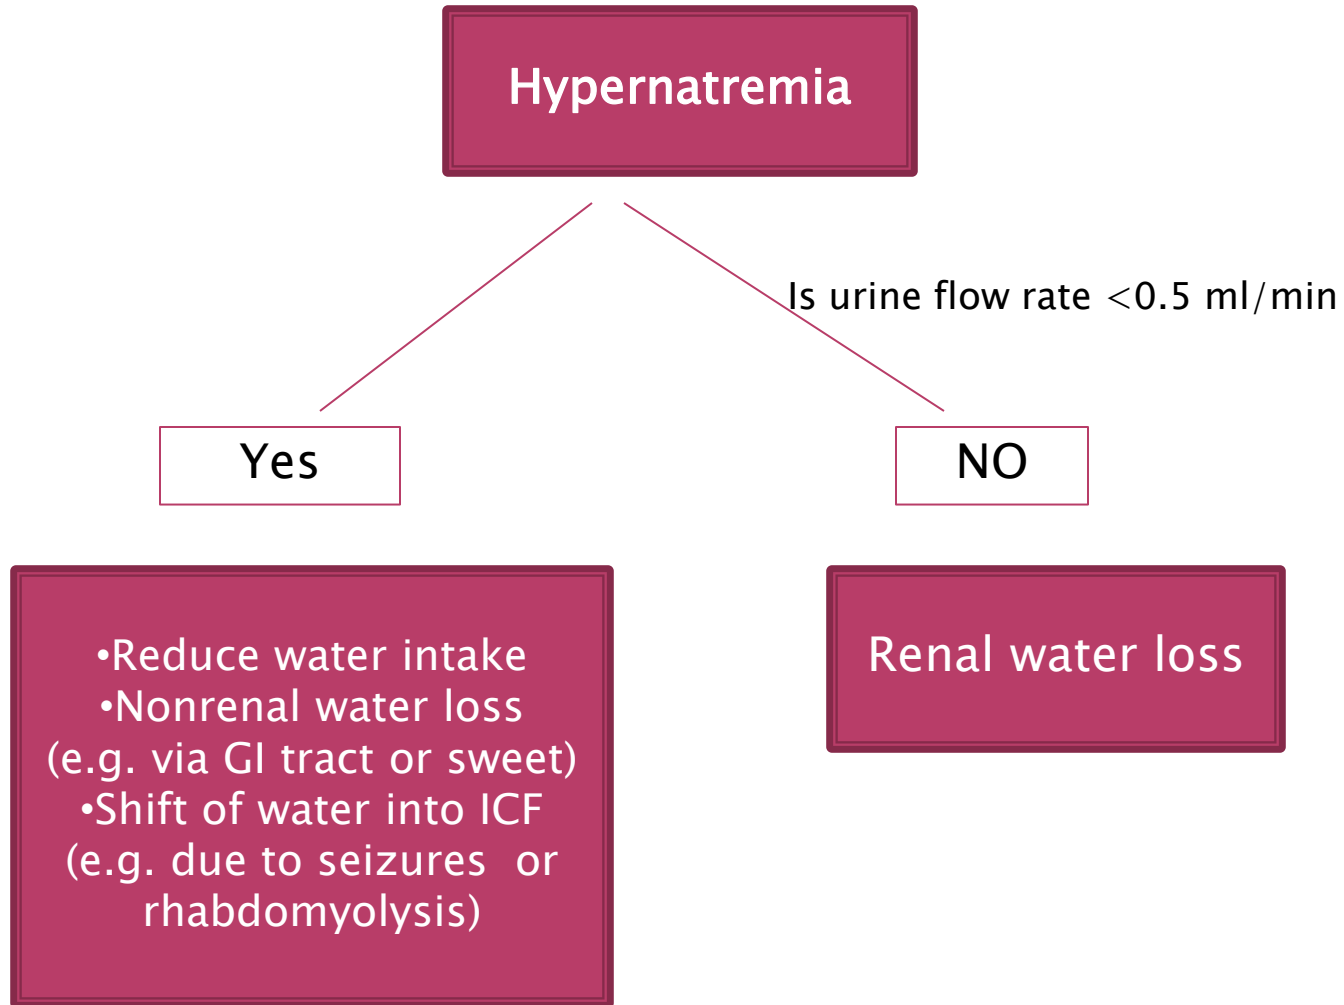 Hypernatremia
Is urine flow rate <0.5 ml/min
Yes
NO
•Reduce water intake
•Nonrenal water loss
(e.g. via GI tract or sweet)
•Shift of water into ICF
(e.g. due to seizures or
rhabdomyolysis)
Renal water loss